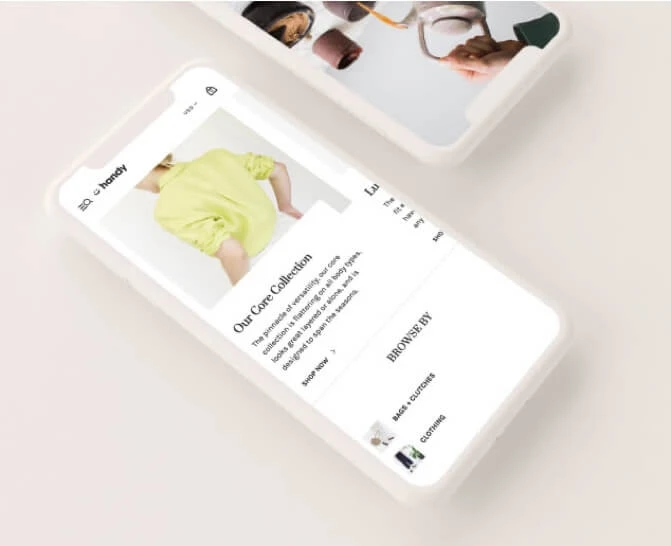 USD
handy
Our Core Collection
The pinnacle of versatility, our core
collection is flattering on all body types,
looks great layered or alone, and is
designed to span the seasons.
SHOP NOW
The
fit
any
SHO
BROWSE BY
BAGS + CLUTCHES
CLOTHING